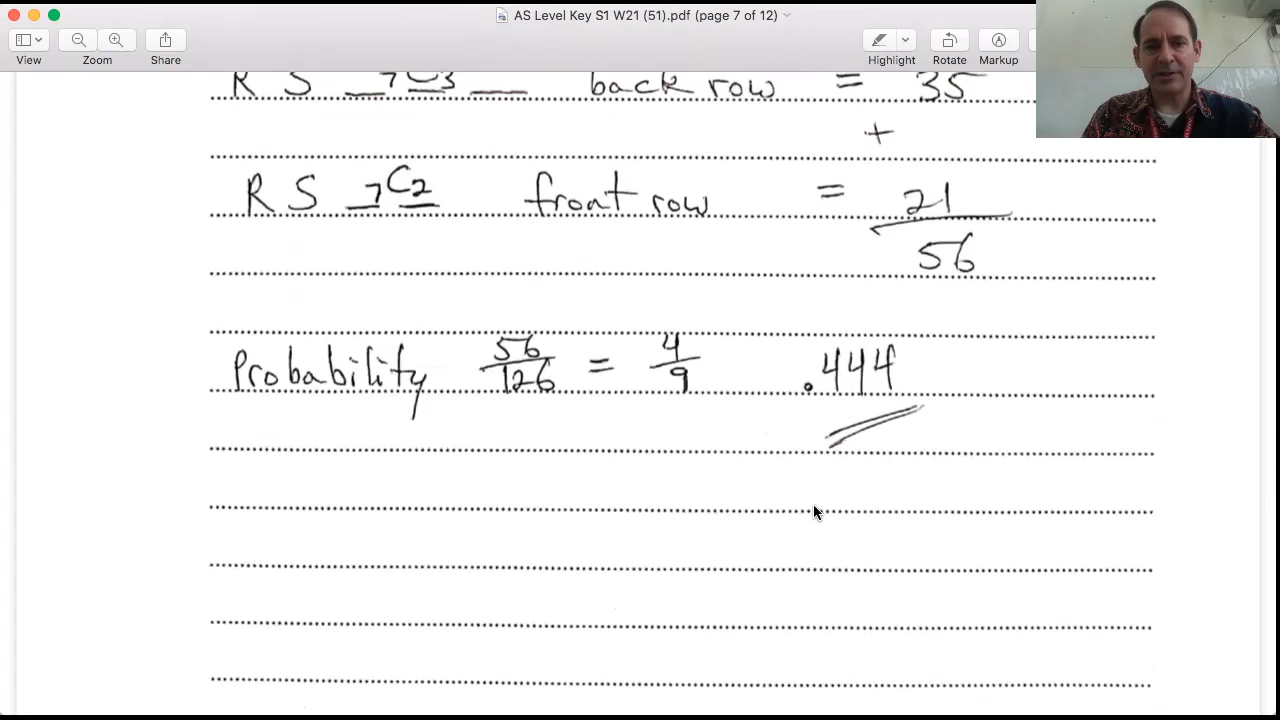 AS Level Key S1 W21 (51).pdf (page 7 of 12)
View Zoom Share Highlight Rotate Markup
R S 7C3 back row = 35
+
R S 7C2 front row = 21
56
Probability 56/126 = 4/9 .444